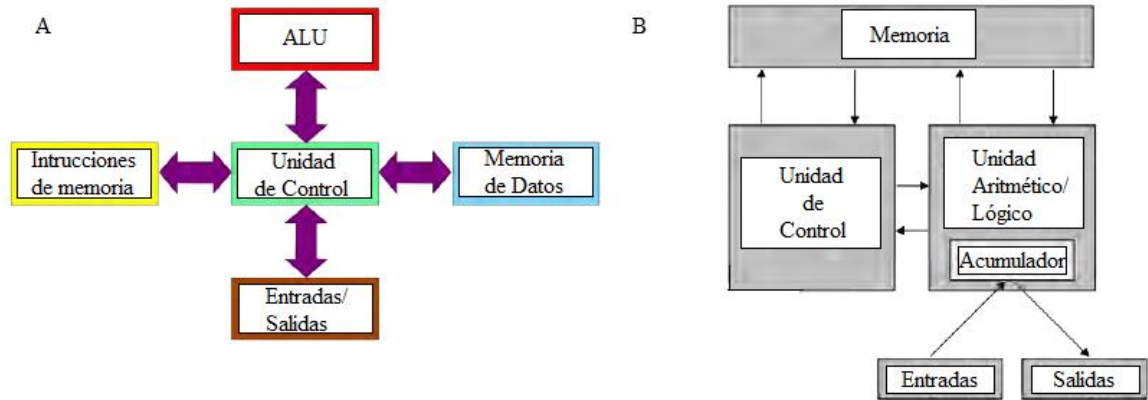 A
ALU
Intrucciones
de memoria
Unidad
de Control
Memoria
de Datos
Entradas/
Salidas
B
Memoria
Unidad
de
Control
Unidad
Aritmético/
Lógico
Acumulador
Entradas
Salidas